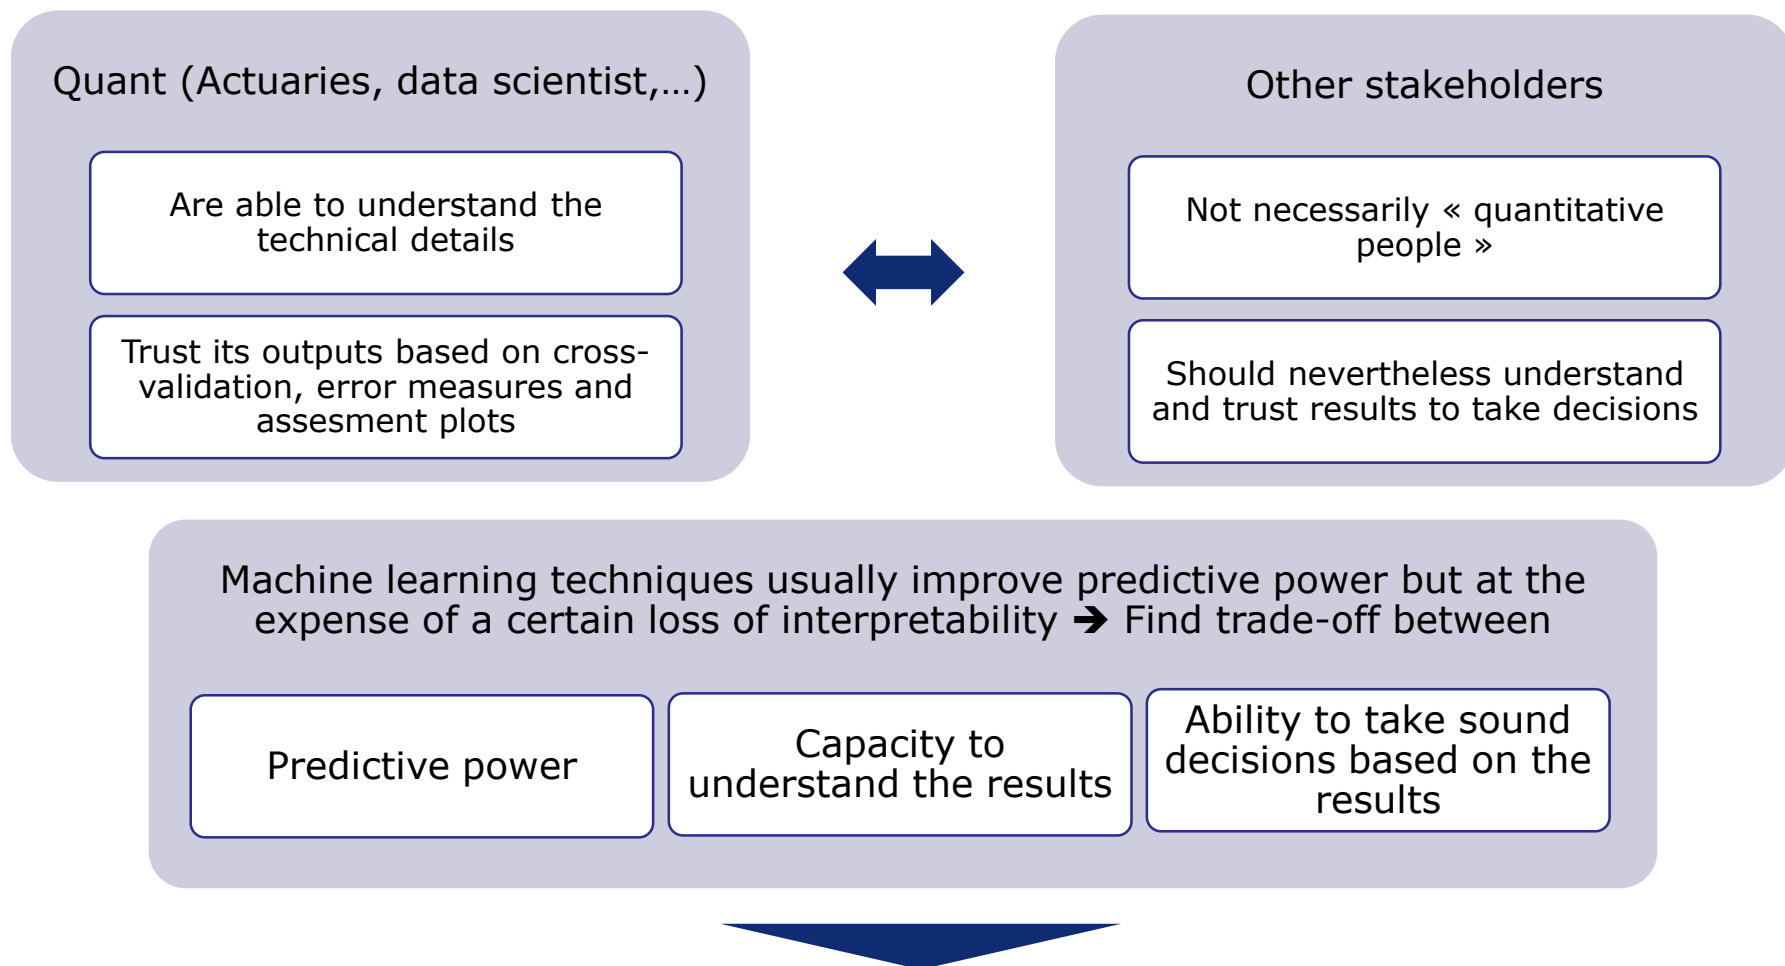 Quant (Actuaries, data scientist,...)
Are able to understand the
technical details
Trust its outputs based on cross-
validation, error measures and
assesment plots
Other stakeholders
Not necessarily « quantitative
people »
Should nevertheless understand
and trust results to take decisions
Machine learning techniques usually improve predictive power but at the
expense of a certain loss of interpretability ➔ Find trade-off between
Predictive power
Capacity to
understand the results
Ability to take sound
decisions based on the
results